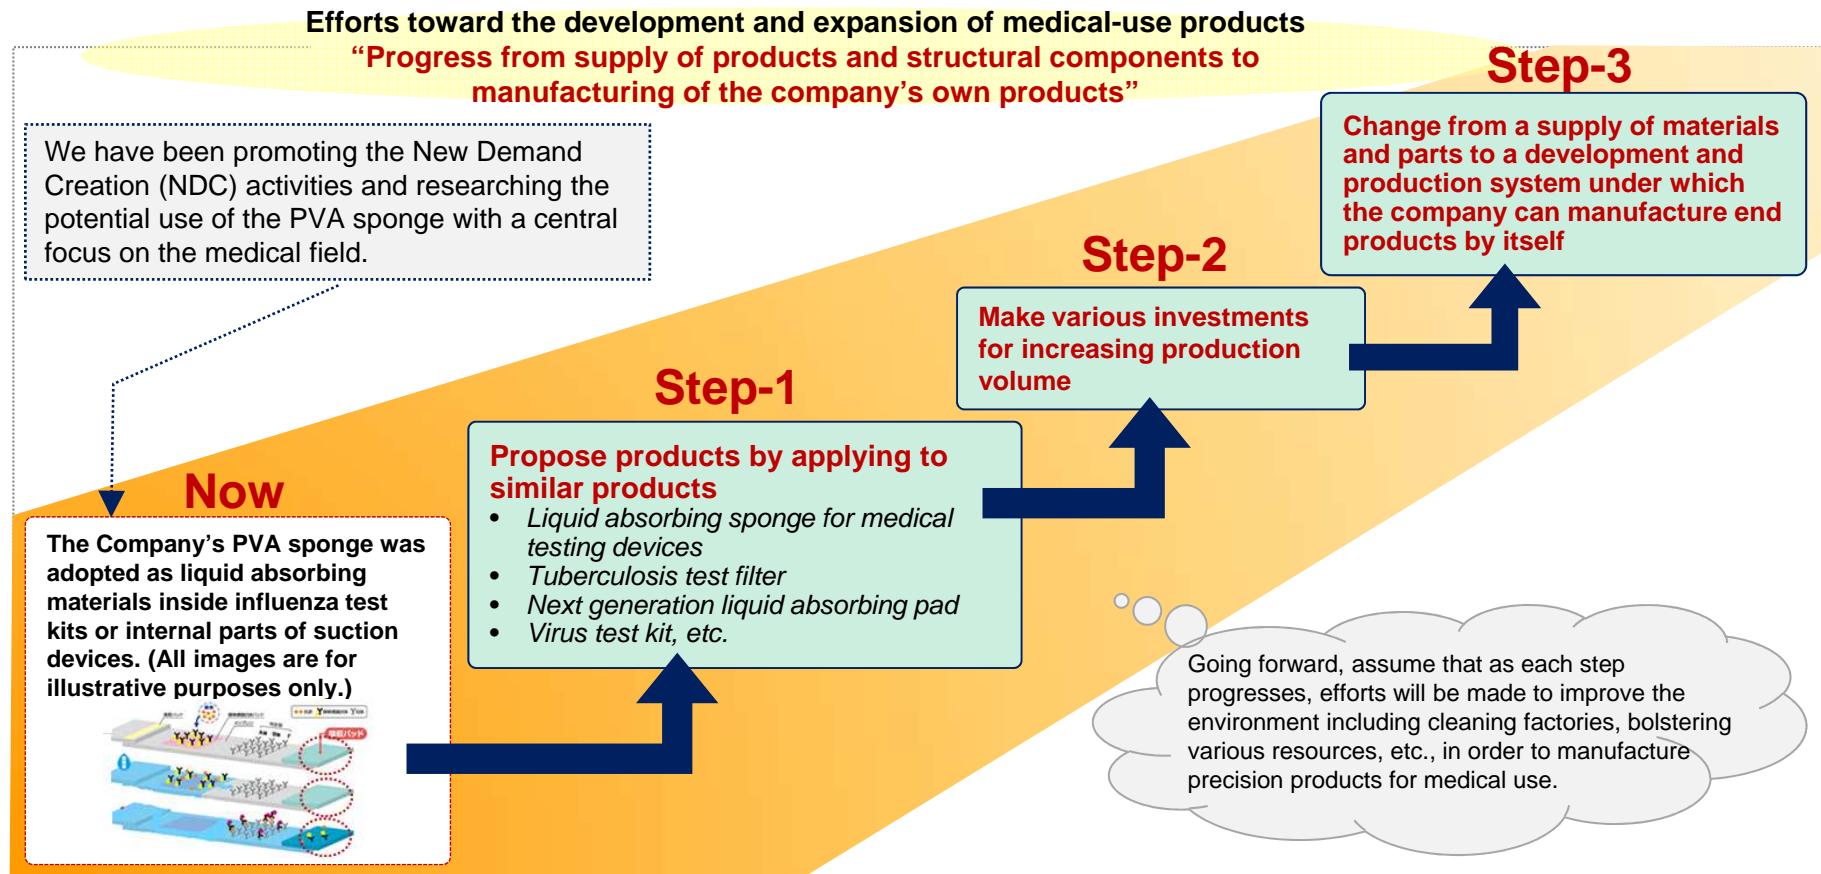 Efforts toward the development and expansion of medical-use products
“Progress from supply of products and structural components to
manufacturing of the company’s own products”
We have been promoting the New Demand
Creation (NDC) activities and researching the
potential use of the PVA sponge with a central
focus on the medical field.
Now
The Company’s PVA sponge was
adopted as liquid absorbing
materials inside influenza test
kits or internal parts of suction
devices. (All images are for
illustrative purposes only.)
吸収パッド
Step-1
Propose products by applying to
similar products
• Liquid absorbing sponge for medical
testing devices
• Tuberculosis test filter
• Next generation liquid absorbing pad
• Virus test kit, etc.
Step-2
Make various investments
for increasing production
volume
Step-3
Change from a supply of materials
and parts to a development and
production system under which
the company can manufacture end
products by itself
Going forward, assume that as each step
progresses, efforts will be made to improve the
environment including cleaning factories, bolstering
various resources, etc., in order to manufacture
precision products for medical use.